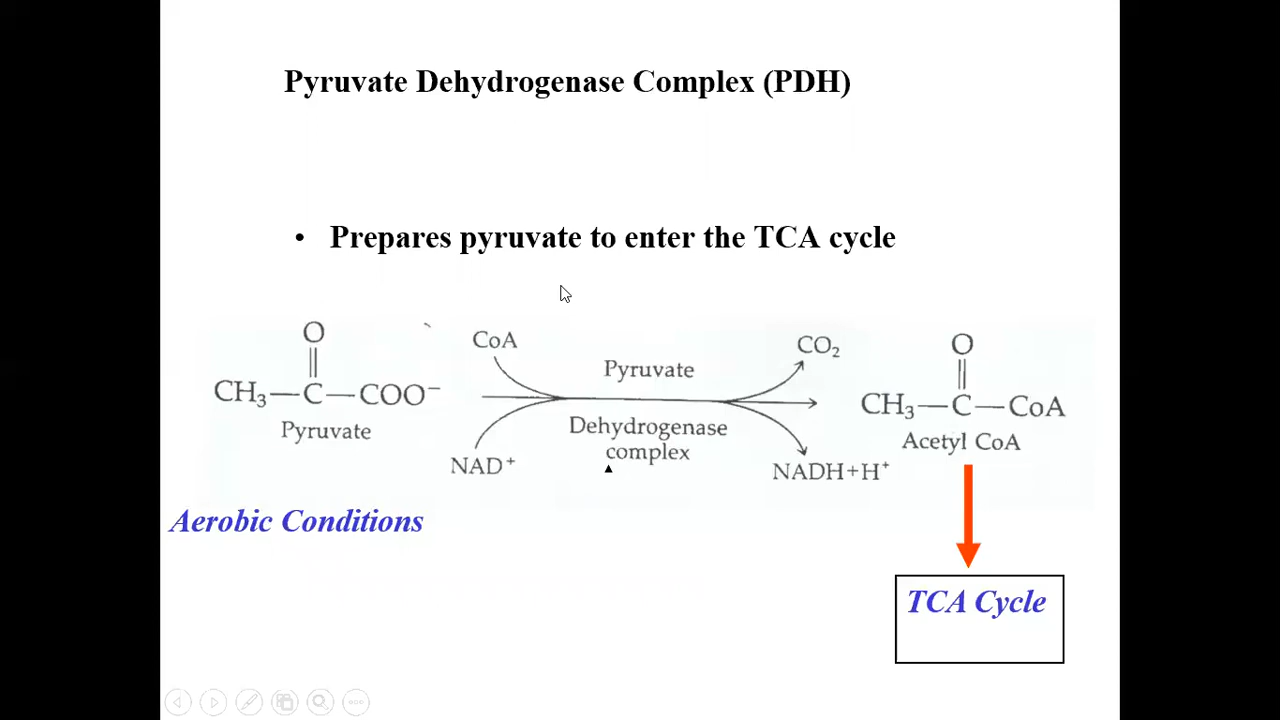 Pyruvate Dehydrogenase Complex (PDH)
• Prepares pyruvate to enter the TCA cycle
O
CH₃—C—COO⁻
Pyruvate
CoA
NAD⁺
Pyruvate
Dehydrogenase
complex
CO₂
NADH+H⁺
O
CH₃—C—CoA
Acetyl CoA
Aerobic Conditions
TCA Cycle